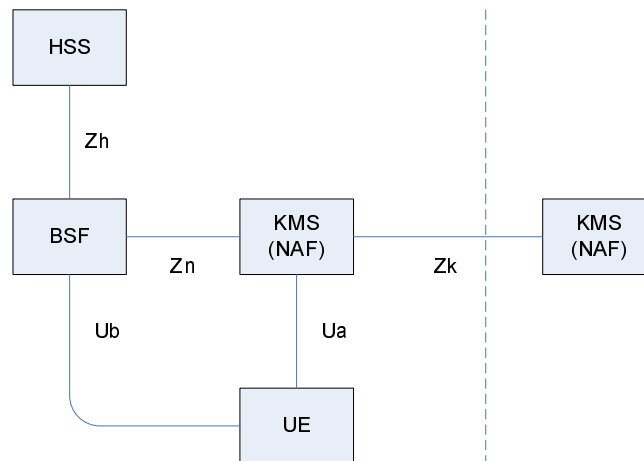 HSS
Zh
BSF
Zn
KMS
(NAF)
Zk
KMS
(NAF)
Ub
Ua
UE